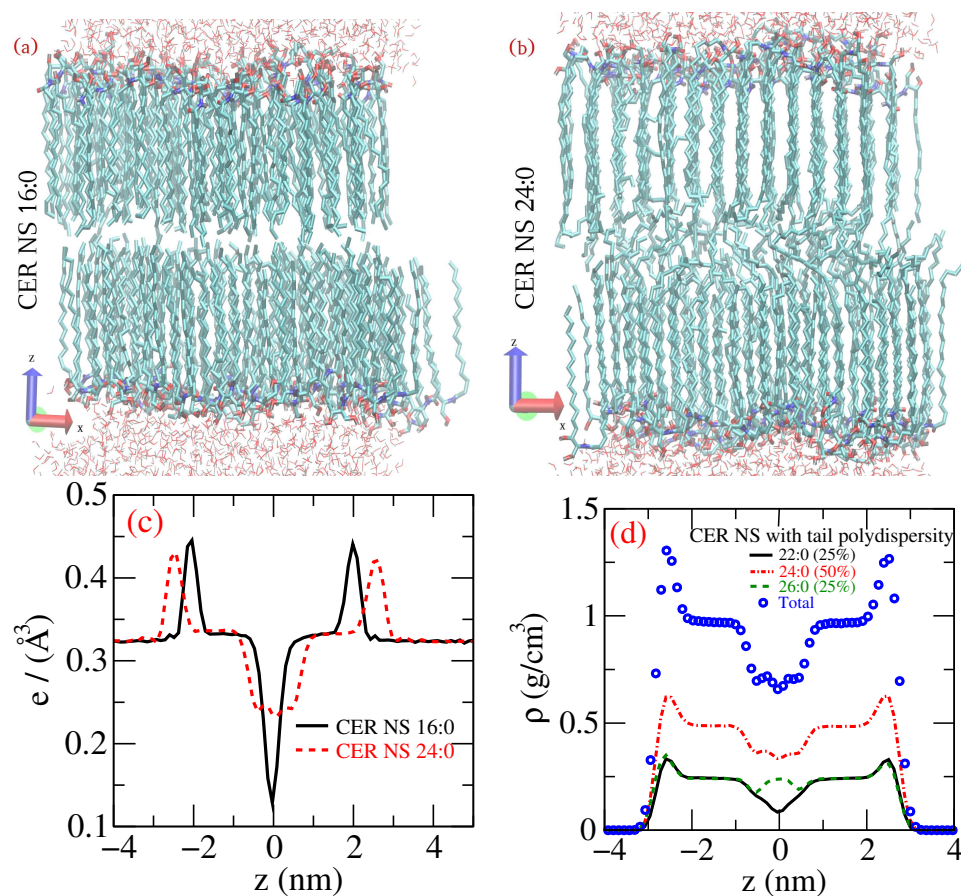 (a)
(b)
CER NS 16:0
CER NS 24:0
z
x
z
x
(c)
0.5
0.4
0.3
0.2
0.1
e / (Å³)
CER NS 16:0
CER NS 24:0
−4 −2 0 2 4
z (nm)
(d)
1.5
1
0.5
0
ρ (g/cm³)
CER NS with tail polydispersity
22:0 (25%)
24:0 (50%)
26:0 (25%)
Total
−4 −2 0 2 4
z (nm)